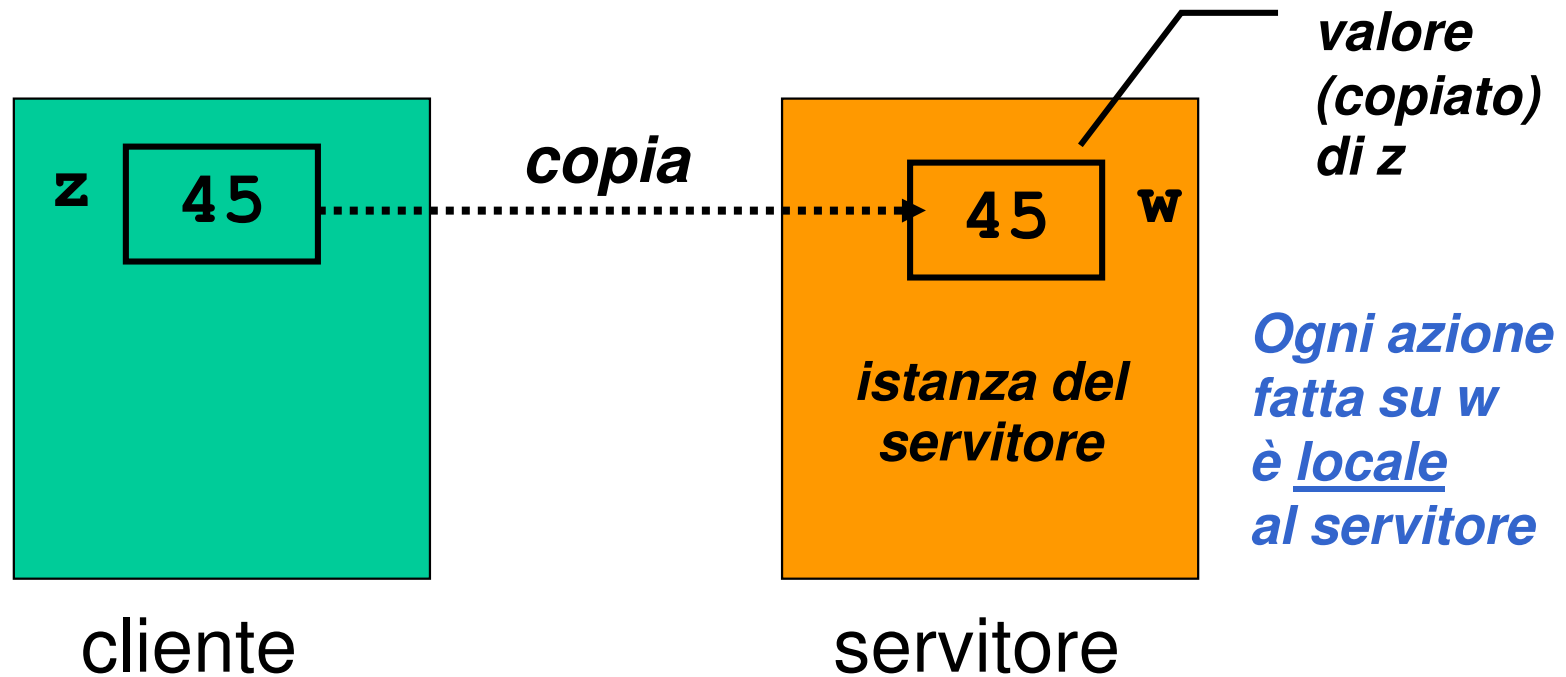 z
45
copia
45
w
valore
(copiato)
di z
istanza del
servitore
Ogni azione
fatta su w
è locale
al servitore
cliente
servitore